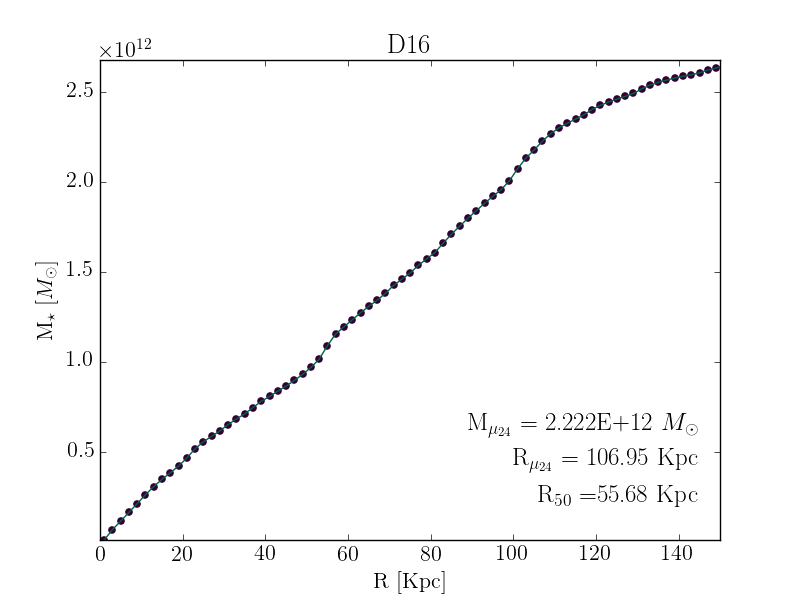 ×10¹²
D16
2.5
2.0
1.5
1.0
0.5
M⋆ [M⊙]
M_μ₂₄ = 2.222E+12 M⊙
R_μ₂₄ = 106.95 Kpc
R₅₀ =55.68 Kpc
0 20 40 60 80 100 120 140
R [Kpc]